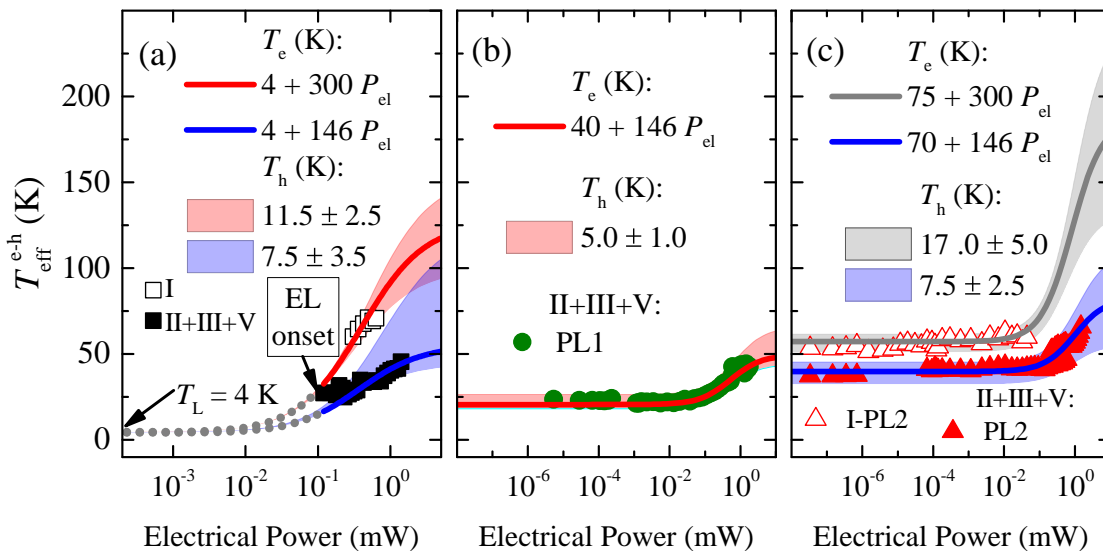 (a)
T_e (K):
4 + 300 P_el
4 + 146 P_el
T_h (K):
11.5 ± 2.5
7.5 ± 3.5
I
II+III+V
EL
onset
T_L = 4 K
(b)
T_e (K):
40 + 146 P_el
T_h (K):
5.0 ± 1.0
II+III+V:
PL1
(c)
T_e (K):
75 + 300 P_el
70 + 146 P_el
T_h (K):
17 .0 ± 5.0
7.5 ± 2.5
II+III+V:
I-PL2
PL2
T_eff^e-h (K)
200
150
100
50
0
10^-3 10^-2 10^-1 10^0
10^-6 10^-4 10^-2 10^0
10^-6 10^-4 10^-2 10^0
Electrical Power (mW) Electrical Power (mW) Electrical Power (mW)